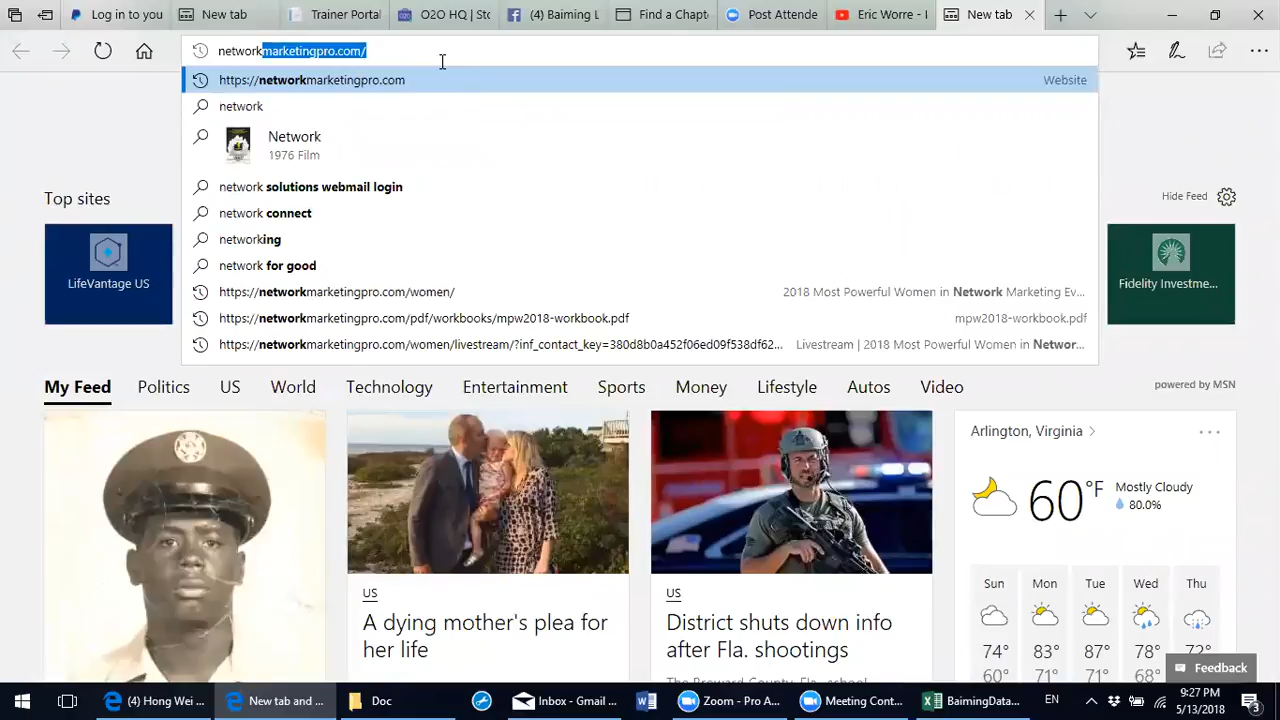 Log in to you
New tab
Trainer Portal
O2O HQ | Stc
(4) Baiming L
Find a Chapte
Post Attende
Eric Worre - I
New tab
networkmarketingpro.com/
https://networkmarketingpro.com Website
network
Network
1976 Film
network solutions webmail login
network connect
networking
network for good
https://networkmarketingpro.com/women/ 2018 Most Powerful Women in Network Marketing Ev...
https://networkmarketingpro.com/pdf/workbooks/mpw2018-workbook.pdf mpw2018-workbook.pdf
https://networkmarketingpro.com/women/livestream/?inf_contact_key=380d8b0a452f06ed09f538df62... Livestream | 2018 Most Powerful Women in Networ...
Top sites
Hide Feed
LifeVantage US
Fidelity Investme...
My Feed Politics US World Technology Entertainment Sports Money Lifestyle Autos Video
powered by MSN
US
A dying mother's plea for
her life
US
District shuts down info
after Fla. shootings
Arlington, Virginia
60°F
Mostly Cloudy
80.0%
Sun Mon Tue Wed Thu
74° 83° 87° 78° 72°
60° 71° 71° 71°
Feedback
(4) Hong Wei ...
New tab and ...
Doc
Inbox - Gmail ...
Zoom - Pro A...
Meeting Cont...
BaimingData...
EN
9:27 PM
5/13/2018
3